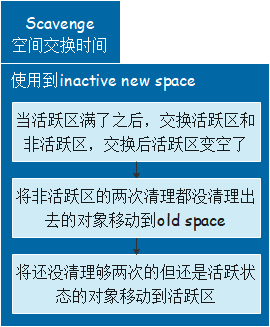 Scavenge
空间交换时间
使用到inactive new space
当活跃区满了之后，交换活跃区和
非活跃区，交换后活跃区变空了
将非活跃区的两次清理都没清理出
去的对象移动到old space
将还没清理够两次的但还是活跃
状态的对象移动到活跃区